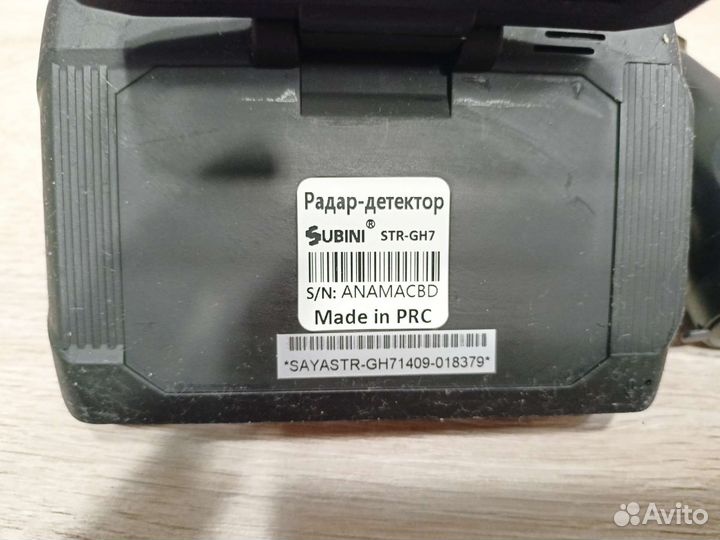 Радар-детектор
SUBINI® STR-GH7
S/N: ANAMACBD
Made in PRC
*SAYASTR-GH71409-018379*
Avito